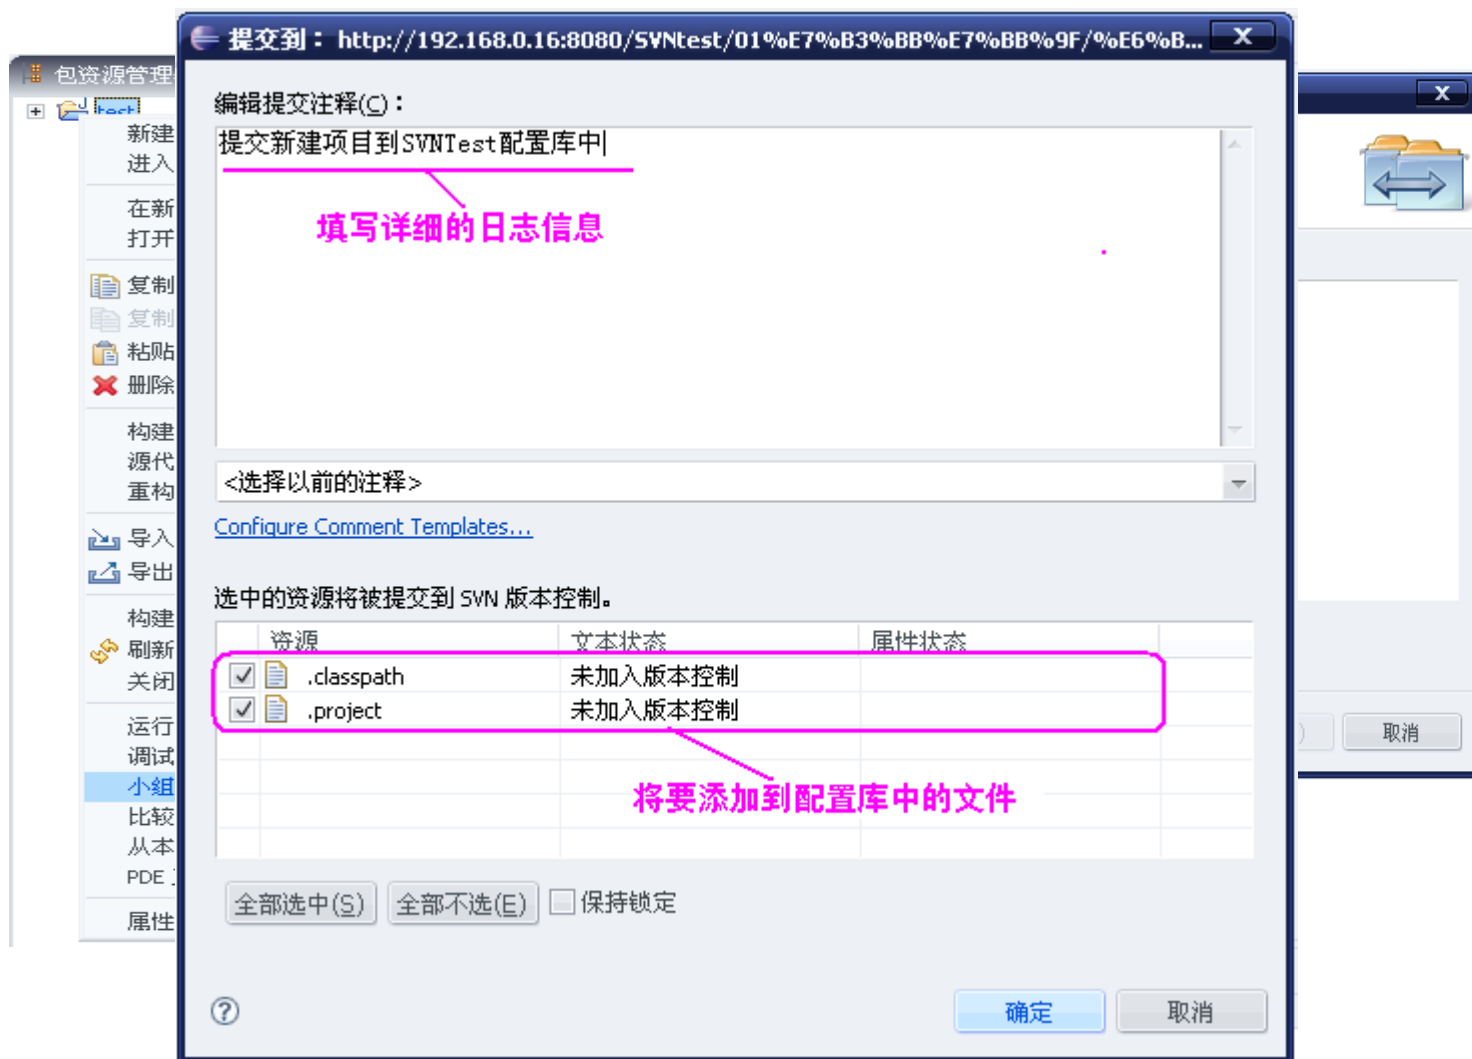 提交到： http://192.168.0.16:8080/SVNtest/01%E7%B3%BB%E7%BB%9F/%E6%B...
包资源管理
test
新建
进入
在新
打开
复制
复制
粘贴
删除
构建
源代
重构
导入
导出
构建
刷新
关闭
运行
调试
小组
比较
从本
PDE
属性
编辑提交注释(C)：
提交新建项目到SVNTest配置库中
填写详细的日志信息
<选择以前的注释>
Configure Comment Templates...
选中的资源将被提交到 SVN 版本控制。
资源 文本状态 属性状态
.classpath 未加入版本控制
.project 未加入版本控制
将要添加到配置库中的文件
全部选中(S) 全部不选(E) 保持锁定
确定 取消
取消